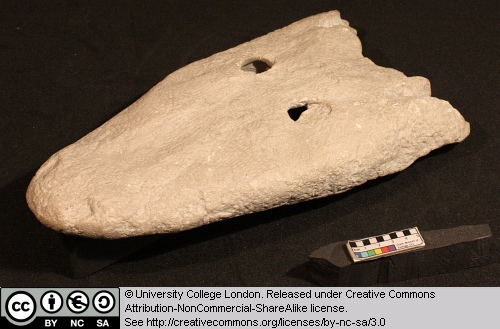 © University College London. Released under Creative Commons
Attribution-NonCommercial-ShareAlike license.
See http://creativecommons.org/licenses/by-nc-sa/3.0
cc
BY NC SA